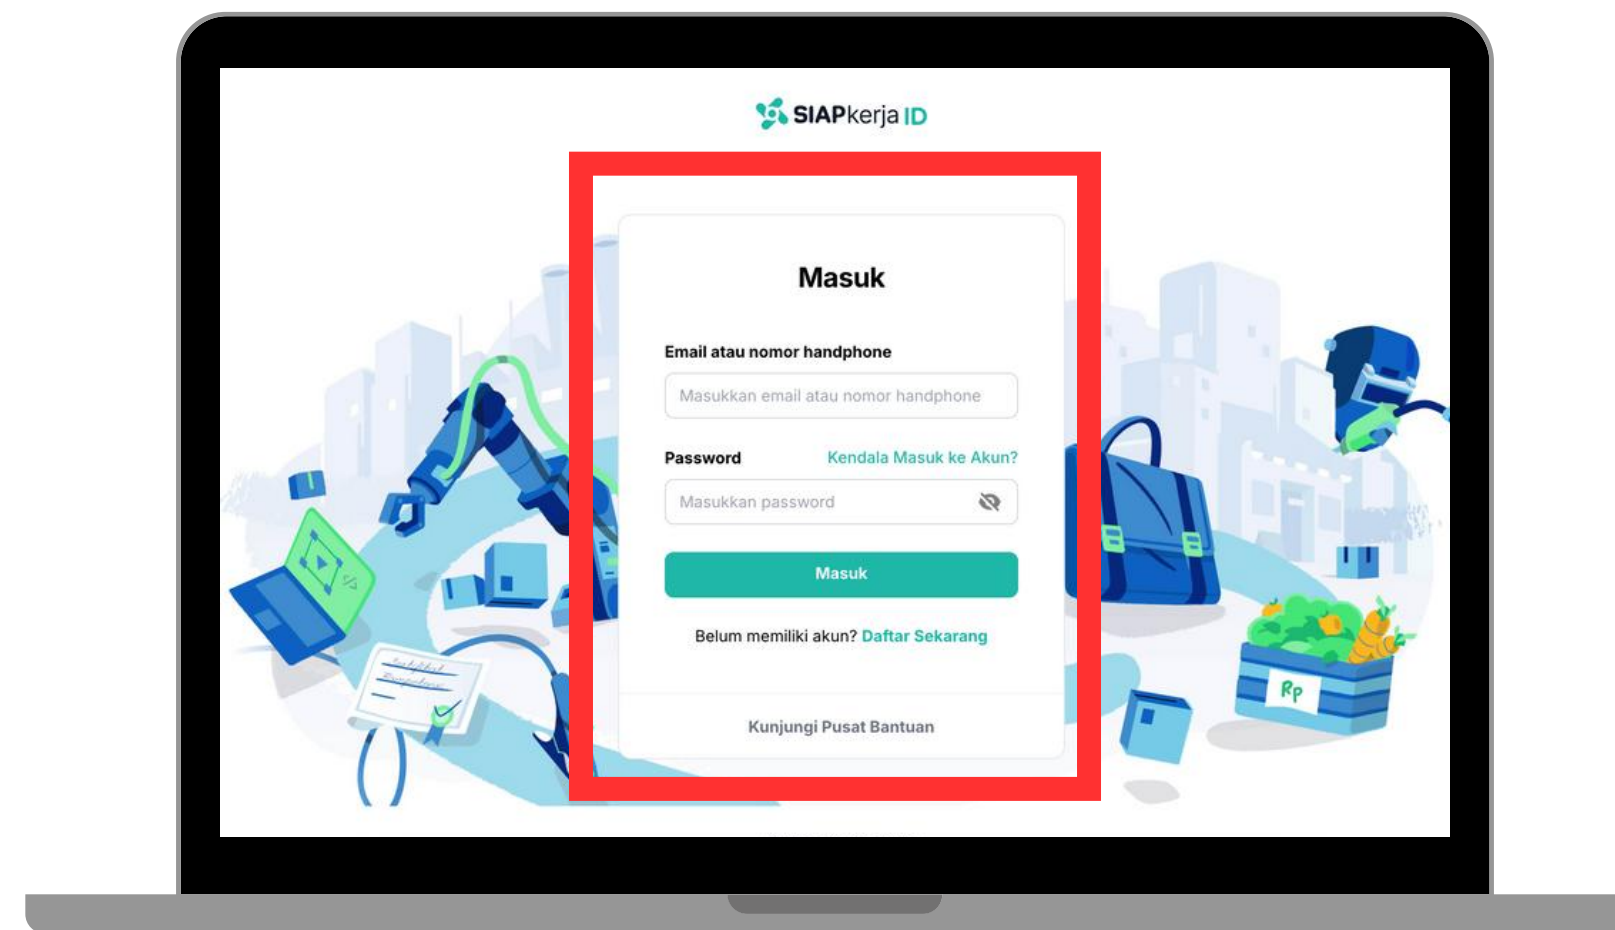 SIAPkerja ID
Masuk
Email atau nomor handphone
Masukkan email atau nomor handphone
Password
Kendala Masuk ke Akun?
Masukkan password
Masuk
Belum memiliki akun? Daftar Sekarang
Kunjungi Pusat Bantuan
</>
Rp